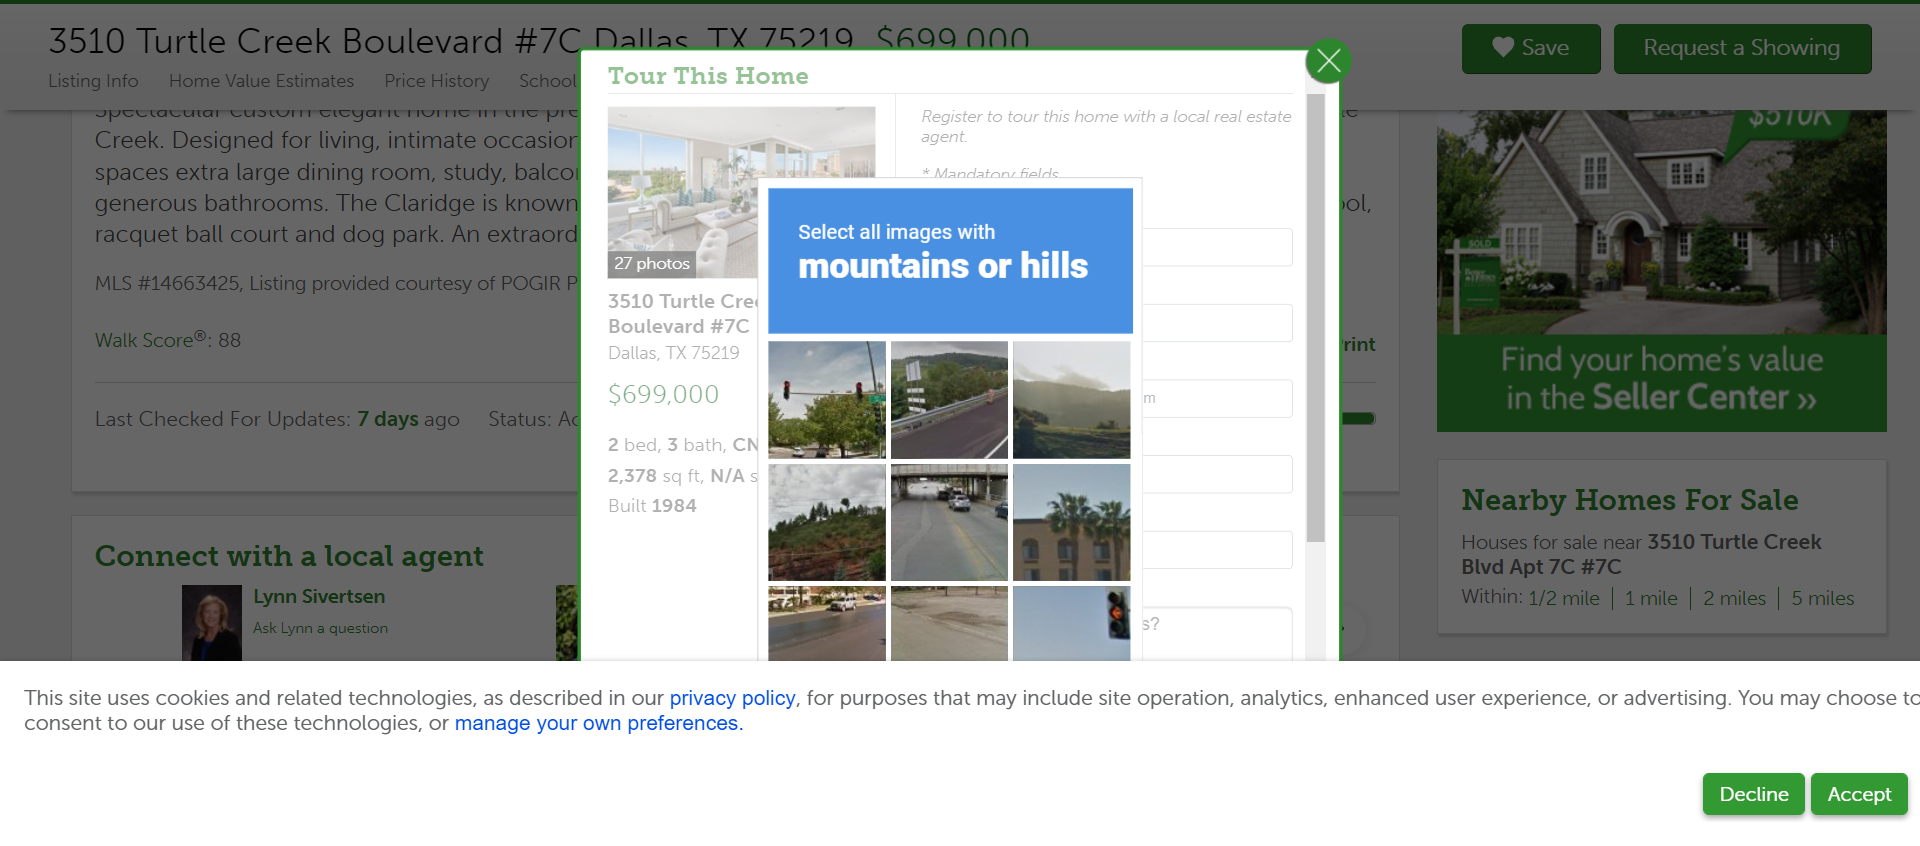 3510 Turtle Creek Boulevard #7C Dallas, TX 75219 $699,000
Save
Request a Showing
Listing Info Home Value Estimates Price History School
Tour This Home
Spectacular custom elegant home in the pre
Creek. Designed for living, intimate occasion
spaces extra large dining room, study, balco
generous bathrooms. The Claridge is known
racquet ball court and dog park. An extraord
MLS #14663425, Listing provided courtesy of POGIR P
Walk Score®: 88
Last Checked For Updates: 7 days ago Status: Ac
Connect with a local agent
Lynn Sivertsen
Ask Lynn a question
27 photos
3510 Turtle Cree
Boulevard #7C
Dallas, TX 75219
$699,000
2 bed, 3 bath, CN
2,378 sq ft, N/A s
Built 1984
Register to tour this home with a local real estate
agent.
* Mandatory fields
Select all images with
mountains or hills
m
s?
ool,
rint
$510K
SOLD
Find your home's value
in the Seller Center »
Nearby Homes For Sale
Houses for sale near 3510 Turtle Creek
Blvd Apt 7C #7C
Within: 1/2 mile | 1 mile | 2 miles | 5 miles
This site uses cookies and related technologies, as described in our privacy policy, for purposes that may include site operation, analytics, enhanced user experience, or advertising. You may choose to
consent to our use of these technologies, or manage your own preferences.
Decline
Accept